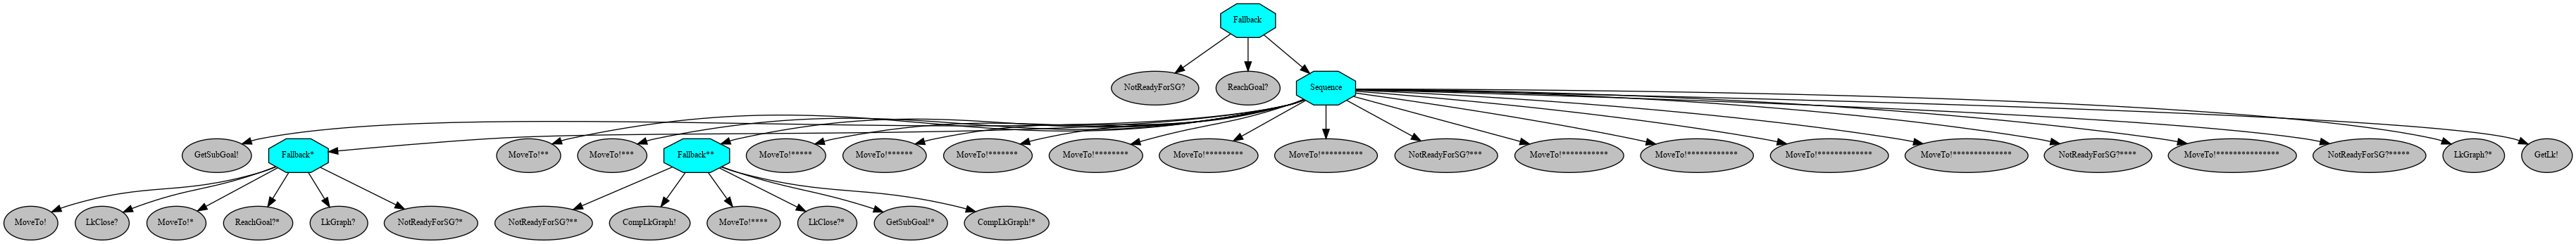 Fallback
NotReadyForSG?
ReachGoal?
Sequence
GetSubGoal!
Fallback*
MoveTo!**
MoveTo!***
Fallback**
MoveTo!*****
MoveTo!******
MoveTo!*******
MoveTo!********
MoveTo!*********
MoveTo!**********
NotReadyForSG?***
MoveTo!***********
MoveTo!************
MoveTo!*************
MoveTo!**************
NotReadyForSG?****
MoveTo!***************
NotReadyForSG?*****
LkGraph?*
GetLk!
MoveTo!
LkClose?
MoveTo!*
ReachGoal?*
LkGraph?
NotReadyForSG?*
NotReadyForSG?**
CompLkGraph!
MoveTo!****
LkClose?*
GetSubGoal!*
CompLkGraph!*